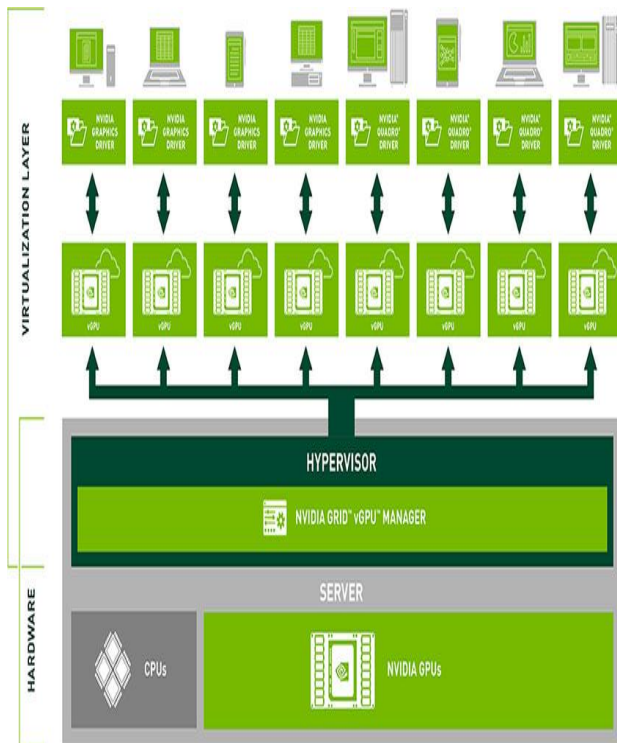 VIRTUALIZATION LAYER
NVIDIA
GRAPHICS
DRIVER
NVIDIA
GRAPHICS
DRIVER
NVIDIA
GRAPHICS
DRIVER
NVIDIA
GRAPHICS
DRIVER
NVIDIA®
QUADRO®
DRIVER
NVIDIA®
QUADRO®
DRIVER
NVIDIA®
QUADRO®
DRIVER
NVIDIA®
QUADRO®
DRIVER
vGPU
vGPU
vGPU
vGPU
vGPU
vGPU
vGPU
vGPU
HYPERVISOR
NVIDIA GRID™ vGPU™ MANAGER
HARDWARE
SERVER
CPUs
NVIDIA GPUs